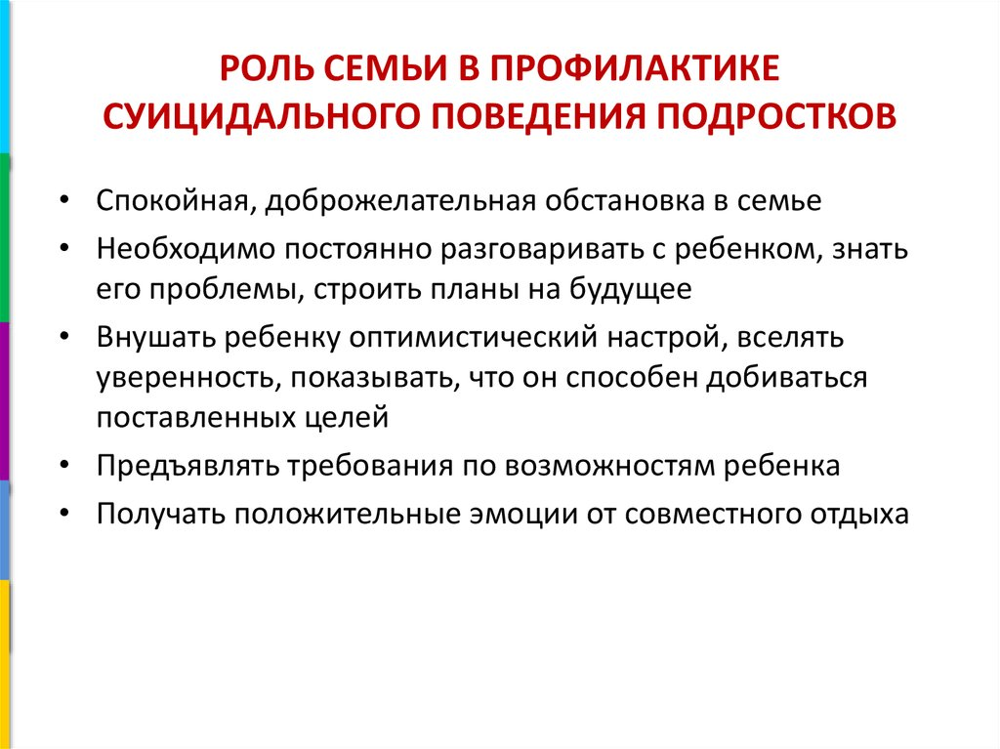 РОЛЬ СЕМЬИ В ПРОФИЛАКТИКЕ
СУИЦИДАЛЬНОГО ПОВЕДЕНИЯ ПОДРОСТКОВ
• Спокойная, доброжелательная обстановка в семье
• Необходимо постоянно разговаривать с ребенком, знать
его проблемы, строить планы на будущее
• Внушать ребенку оптимистический настрой, вселять
уверенность, показывать, что он способен добиваться
поставленных целей
• Предъявлять требования по возможностям ребенка
• Получать положительные эмоции от совместного отдыха